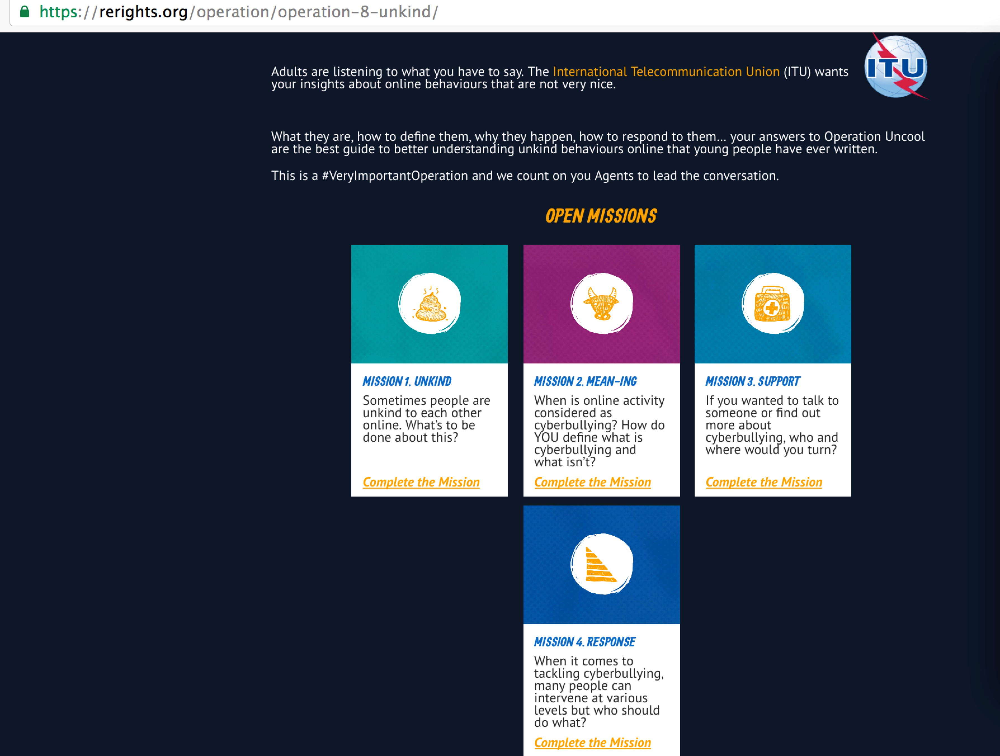 https://rerights.org/operation/operation-8-unkind/
ITU
Adults are listening to what you have to say. The International Telecommunication Union (ITU) wants
your insights about online behaviours that are not very nice.
What they are, how to define them, why they happen, how to respond to them... your answers to Operation Uncool
are the best guide to better understanding unkind behaviours online that young people have ever written.
This is a #VeryImportantOperation and we count on you Agents to lead the conversation.
OPEN MISSIONS
MISSION 1. UNKIND
Sometimes people are
unkind to each other
online. What's to be
done about this?
Complete the Mission
MISSION 2. MEAN-ING
When is online activity
considered as
cyberbullying? How do
YOU define what is
cyberbullying and
what isn't?
Complete the Mission
MISSION 3. SUPPORT
If you wanted to talk to
someone or find out
more about
cyberbullying, who and
where would you turn?
Complete the Mission
MISSION 4. RESPONSE
When it comes to
tackling cyberbullying,
many people can
intervene at various
levels but who should
do what?
Complete the Mission